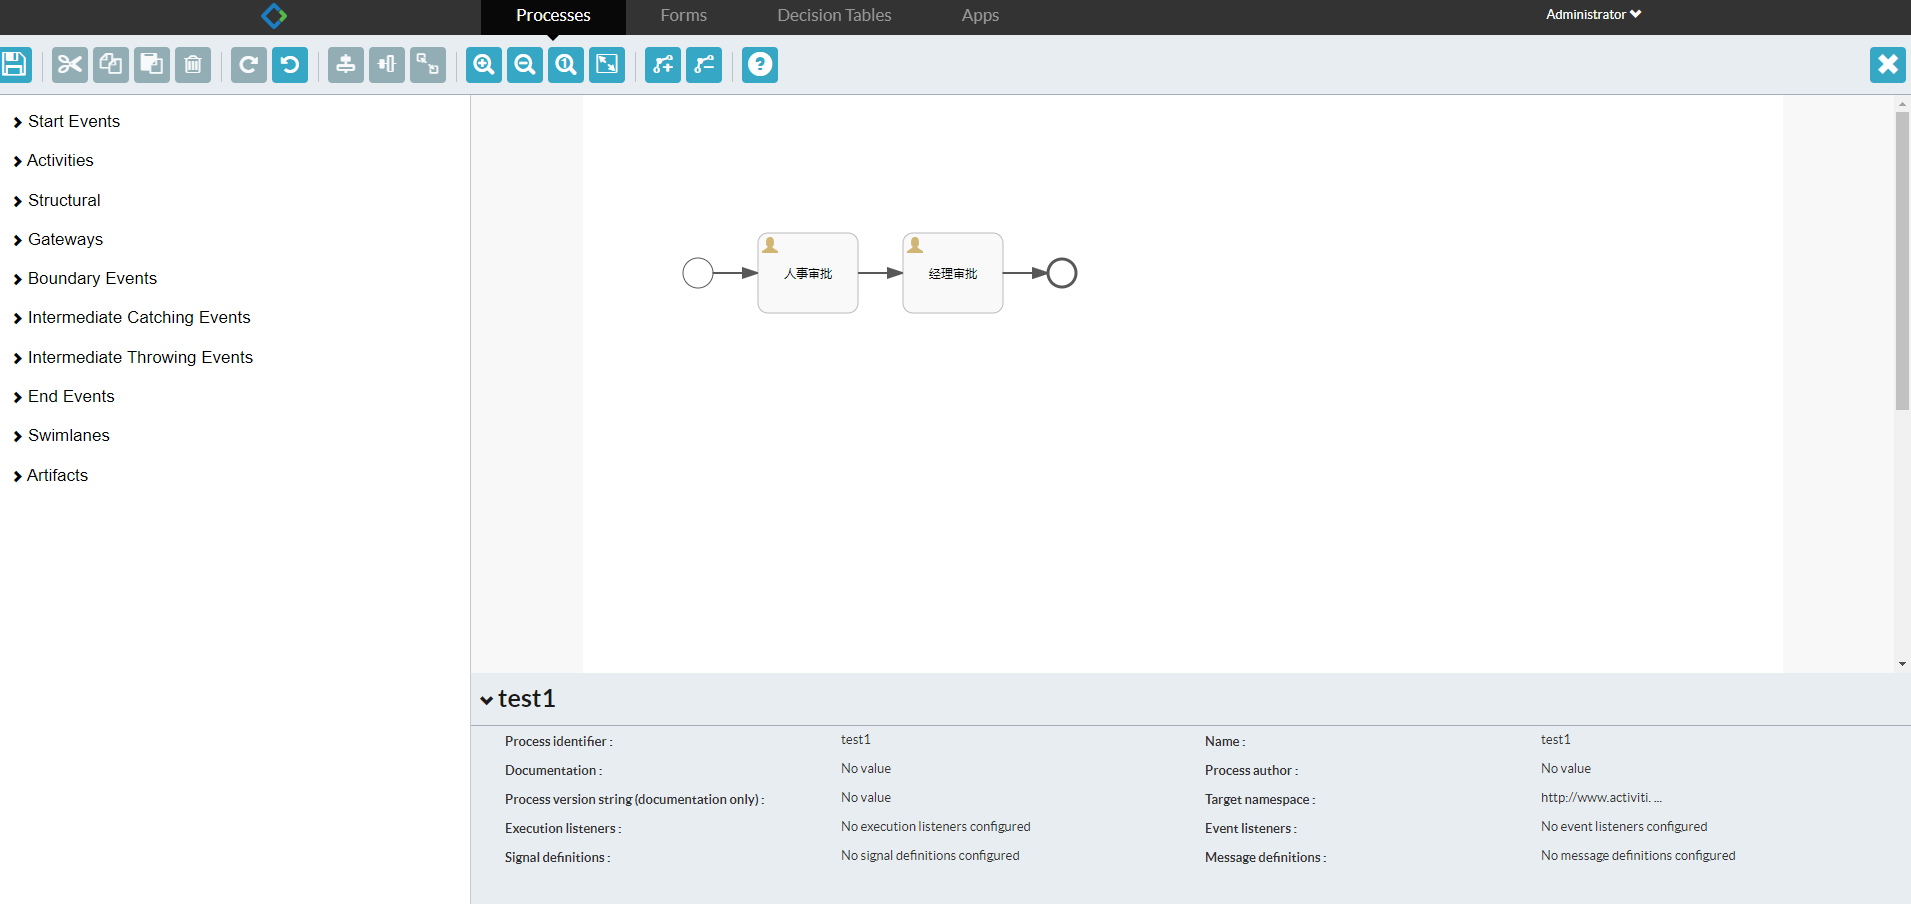 Processes Forms Decision Tables Apps Administrator
Start Events
Activities
Structural
Gateways
Boundary Events
Intermediate Catching Events
Intermediate Throwing Events
End Events
Swimlanes
Artifacts
人事审批 经理审批
test1
Process identifier : test1 Name : test1
Documentation : No value Process author : No value
Process version string (documentation only) : No value Target namespace : http://www.activiti. ...
Execution listeners : No execution listeners configured Event listeners : No event listeners configured
Signal definitions : No signal definitions configured Message definitions : No message definitions configured